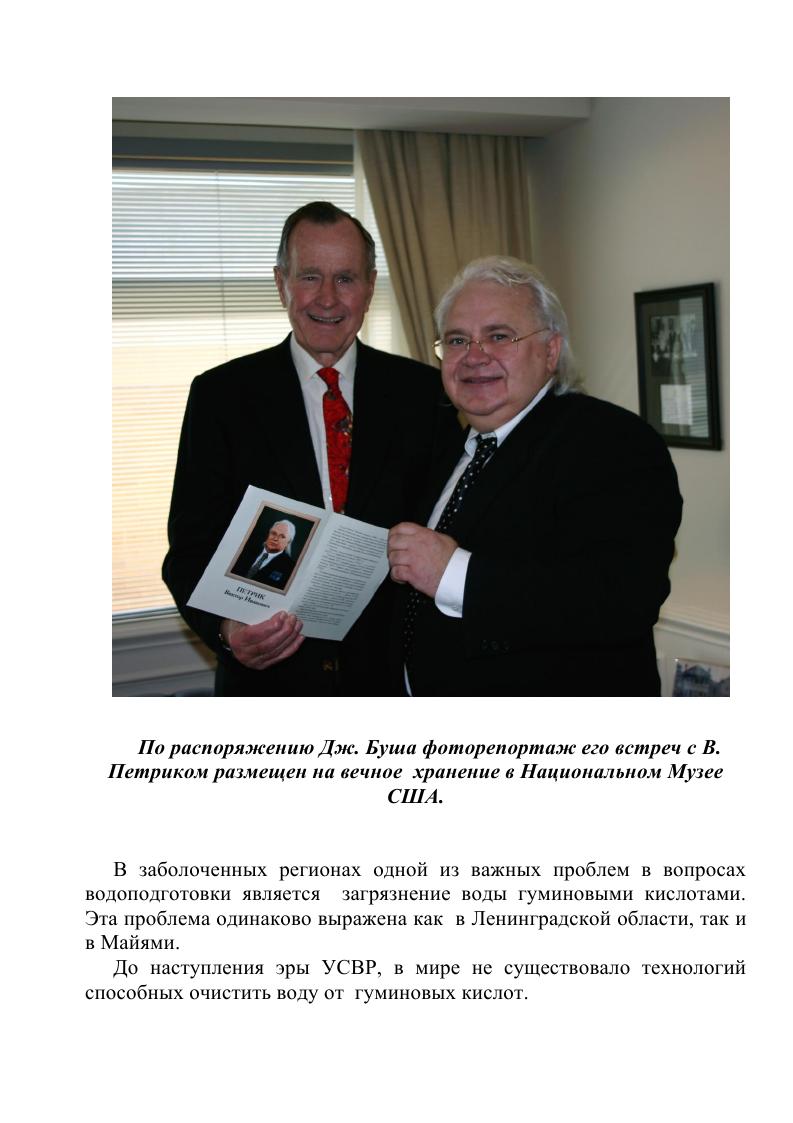 ПЕТРИК
Виктор Иванович
По распоряжению Дж. Буша фоторепортаж его встреч с В.
Петриком размещен на вечное хранение в Национальном Музее
США.
В заболоченных регионах одной из важных проблем в вопросах
водоподготовки является загрязнение воды гуминовыми кислотами.
Эта проблема одинаково выражена как в Ленинградской области, так и
в Майями.
До наступления эры УСВР, в мире не существовало технологий
способных очистить воду от гуминовых кислот.